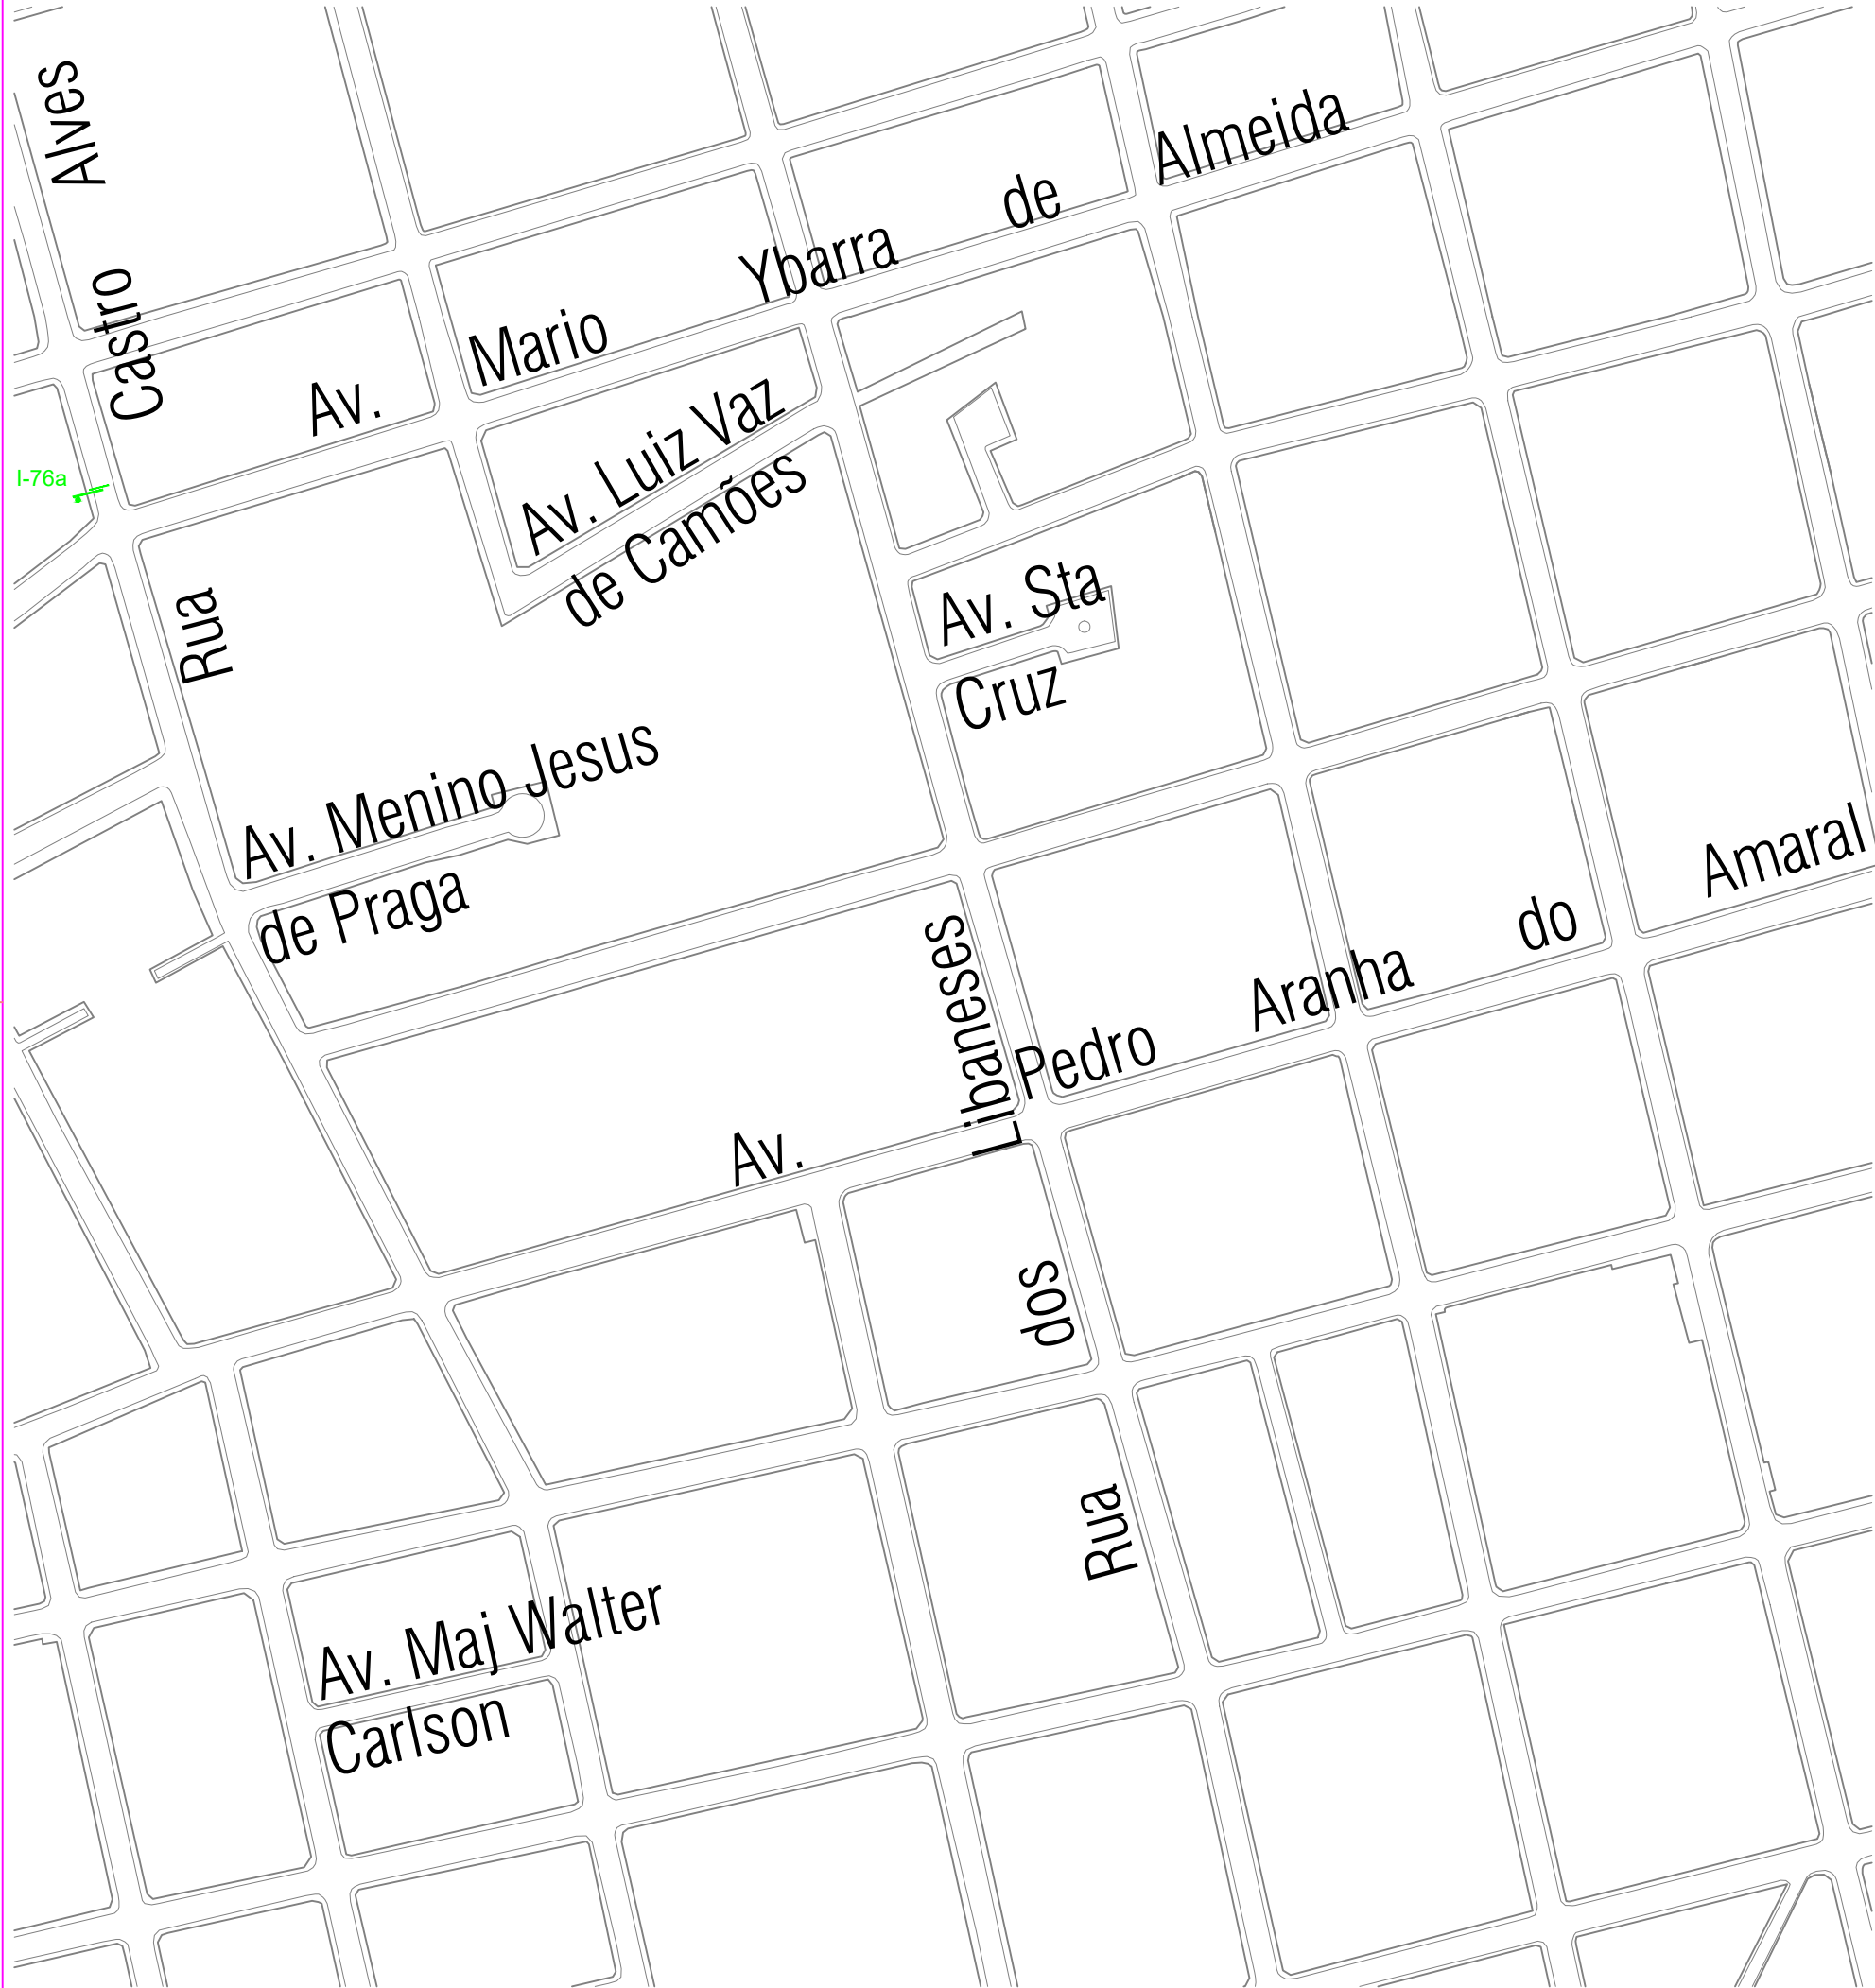 Rua Castro Alves
Av. Mario Ybarra de Almeida
I-76a
Av. Luiz Vaz
de Camões
Av. Sta
Cruz
Av. Menino Jesus
de Praga
Rua dos Libaneses
Av. Pedro Aranha do Amaral
Av. Maj Walter
Carlson